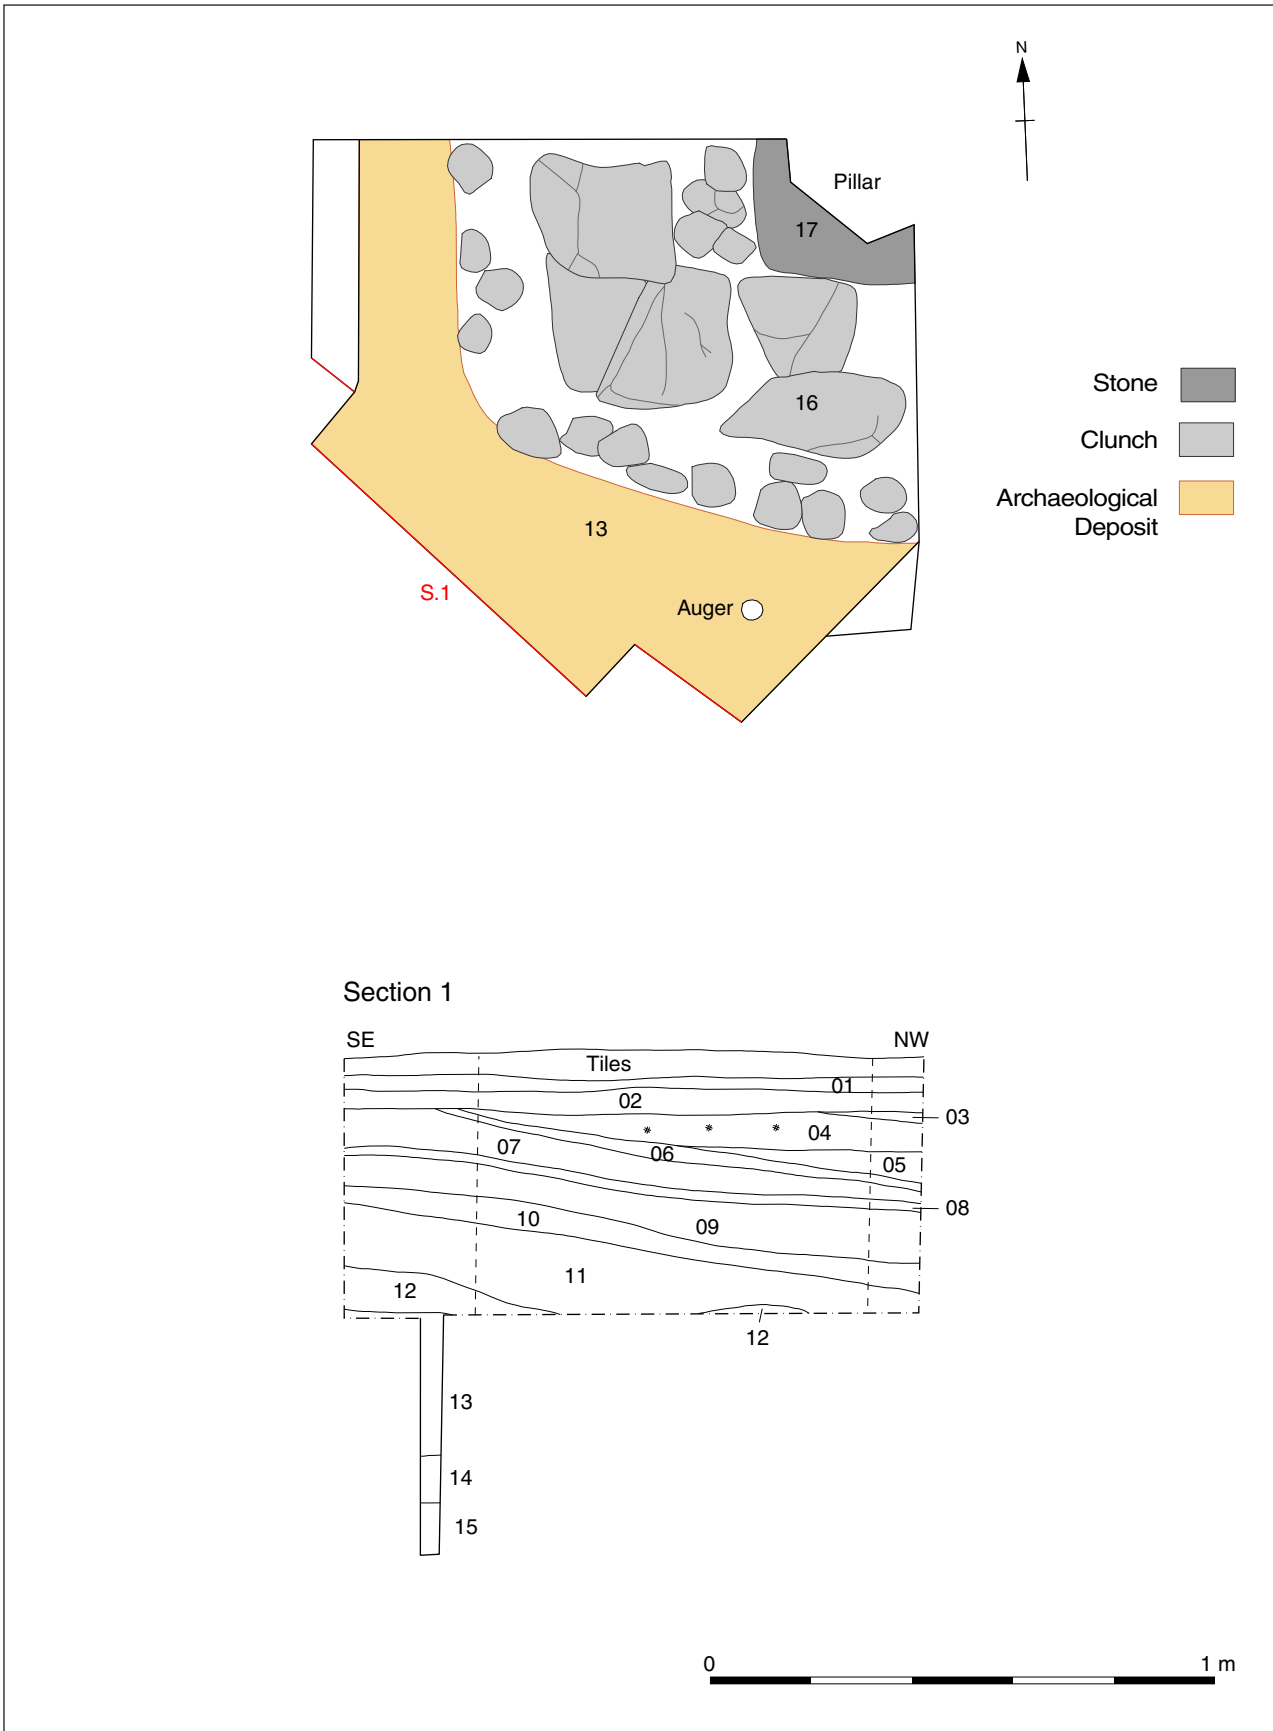 N
Pillar
17
Stone
16
Clunch
Archaeological
Deposit
13
S.1
Auger
Section 1
SE
NW
Tiles
01
02
03
04
07
06
05
08
10
09
11
12
12
13
14
15
0
1 m